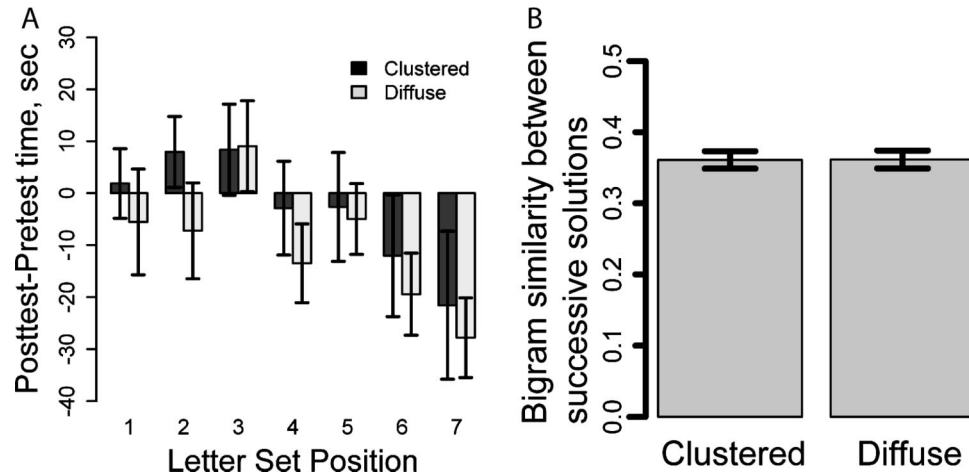 A
Posttest-Pretest time, sec
30
20
10
0
-10
-20
-30
-40
Clustered
Diffuse
1 2 3 4 5 6 7
Letter Set Position
B
Bigram similarity between
successive solutions
0.5
0.4
0.3
0.2
0.1
0.0
Clustered Diffuse